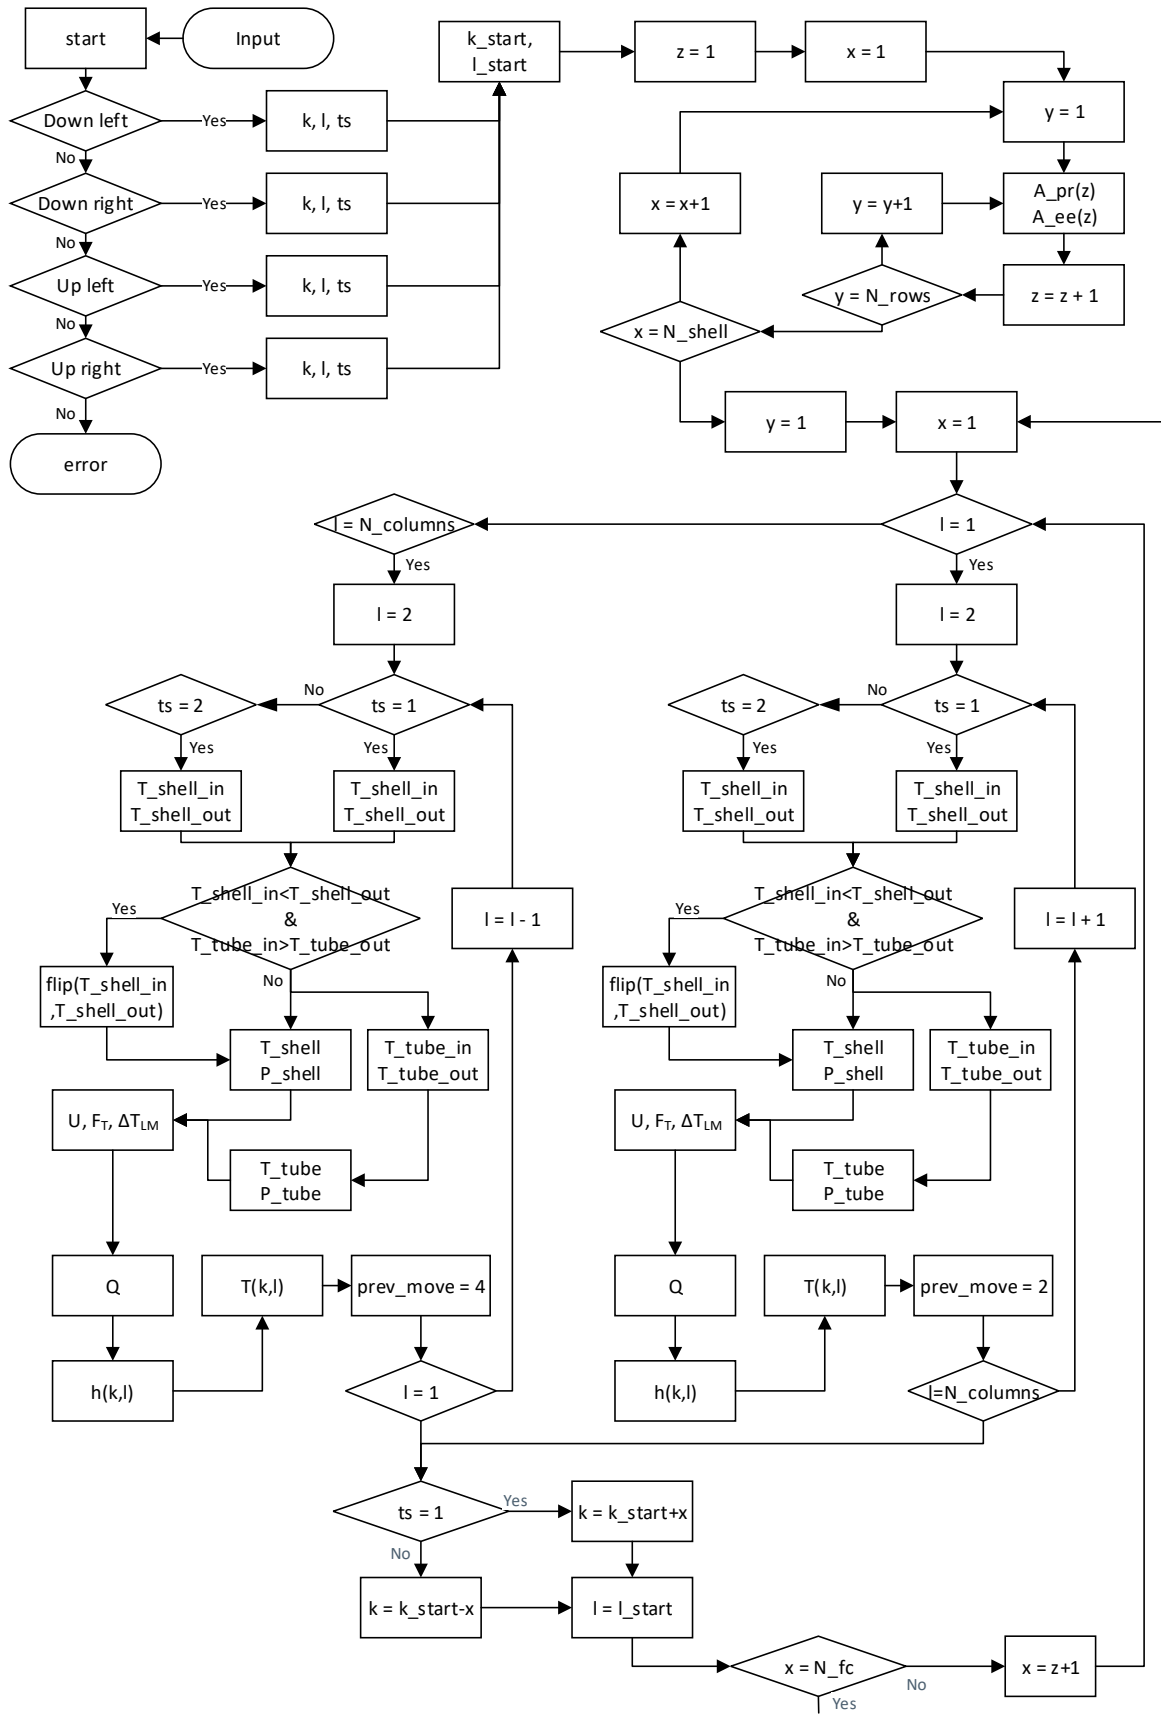 start
Input
Down left
Yes
k, l, ts
No
Down right
Yes
k, l, ts
No
Up left
Yes
k, l, ts
No
Up right
Yes
k, l, ts
No
error
k_start,
l_start
z = 1
x = 1
y = 1
x = x+1
y = y+1
A_pr(z)
A_ee(z)
y = N_rows
z = z + 1
x = N_shell
y = 1
x = 1
l = N_columns
l = 1
Yes
l = 2
ts = 2
No
ts = 1
Yes
Yes
T_shell_in
T_shell_out
T_shell_in
T_shell_out
T_shell_in<T_shell_out
&
T_tube_in>T_tube_out
Yes
l = l - 1
flip(T_shell_in
,T_shell_out)
No
T_shell
P_shell
T_tube_in
T_tube_out
U, F_T, ΔT_LM
T_tube
P_tube
Q
T(k,l)
prev_move = 4
h(k,l)
l = 1
Yes
l = 2
ts = 2
No
ts = 1
Yes
Yes
T_shell_in
T_shell_out
T_shell_in
T_shell_out
T_shell_in<T_shell_out
&
T_tube_in>T_tube_out
Yes
l = l + 1
flip(T_shell_in
,T_shell_out)
No
T_shell
P_shell
T_tube_in
T_tube_out
U, F_T, ΔT_LM
T_tube
P_tube
Q
T(k,l)
prev_move = 2
h(k,l)
l=N_columns
ts = 1
Yes
k = k_start+x
No
k = k_start-x
l = l_start
x = N_fc
No
x = z+1
Yes